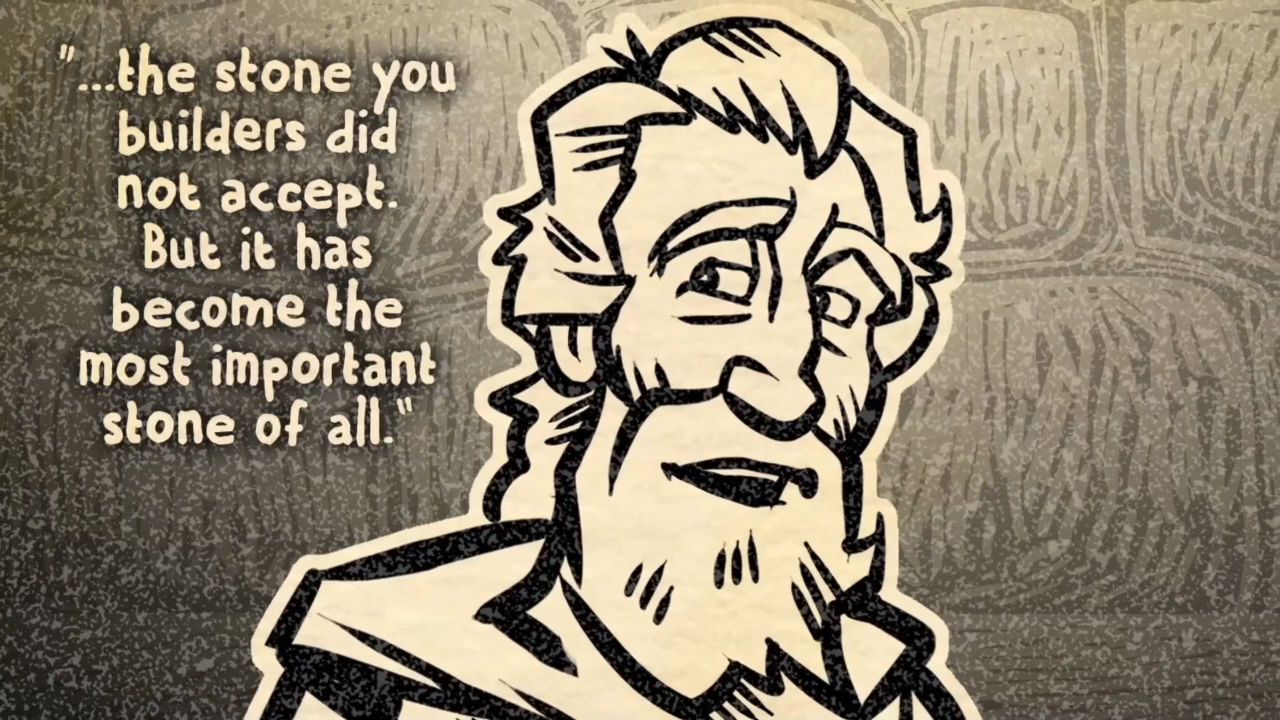 "...the stone you
builders did
not accept.
But it has
become the
most important
stone of all."